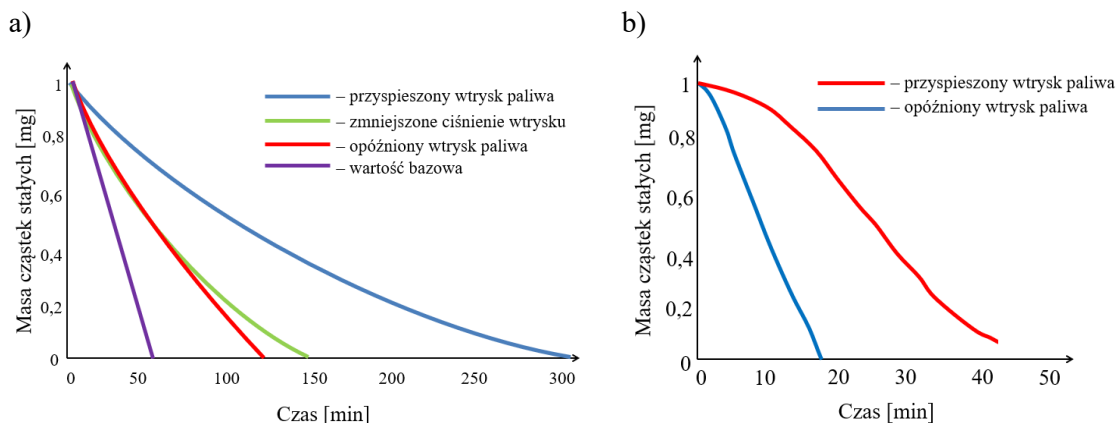 a)
Masa cząstek stałych [mg]
1
0,8
0,6
0,4
0,2
0
– przyspieszony wtrysk paliwa
– zmniejszone ciśnienie wtrysku
– opóźniony wtrysk paliwa
– wartość bazowa
0 50 100 150 200 250 300
Czas [min]
b)
Masa cząstek stałych [mg]
1
0,8
0,6
0,4
0,2
0
– przyspieszony wtrysk paliwa
– opóźniony wtrysk paliwa
0 10 20 30 40 50
Czas [min]